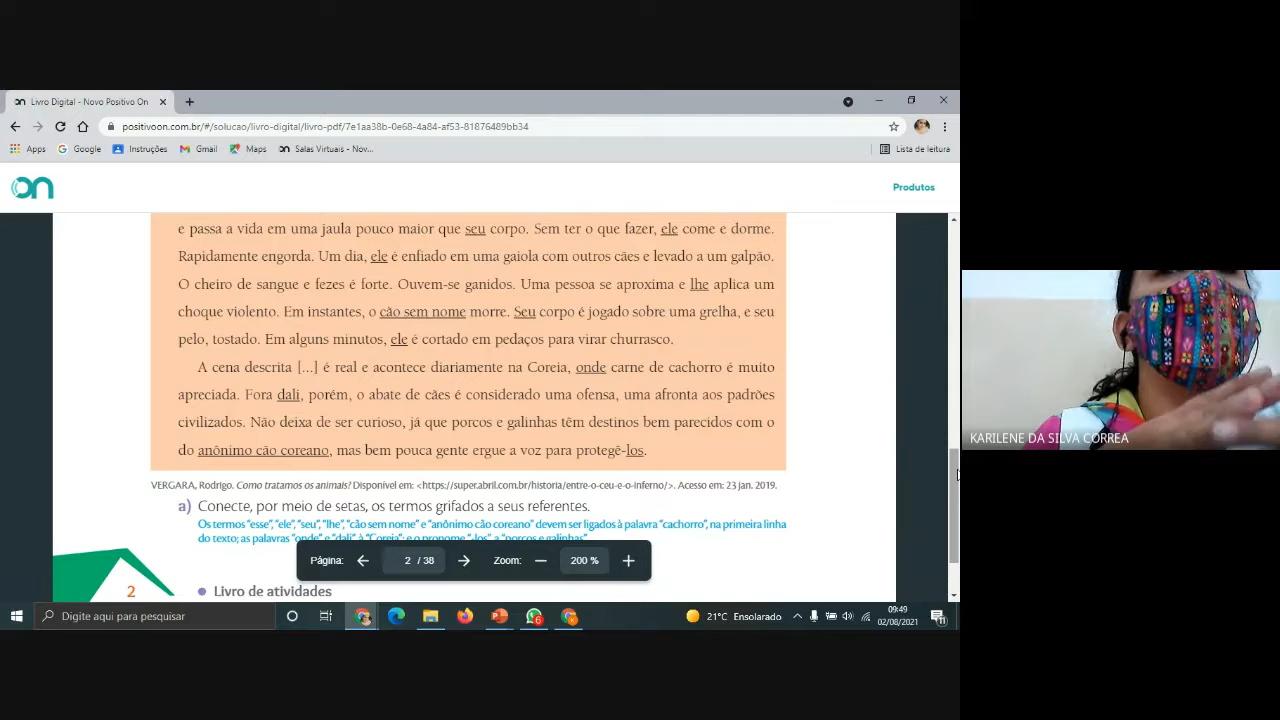 Livro Digital - Novo Positivo On
positivoon.com.br/#/solucao/livro-digital/livro-pdf/7e1aa38b-0e68-4a84-af53-81876489bb34
Apps Google Instruções Gmail Maps Salas Virtuais - Nov... Lista de leitura
on Produtos
e passa a vida em uma jaula pouco maior que seu corpo. Sem ter o que fazer, ele come e dorme.
Rapidamente engorda. Um dia, ele é enfiado em uma gaiola com outros cães e levado a um galpão.
O cheiro de sangue e fezes é forte. Ouvem-se ganidos. Uma pessoa se aproxima e lhe aplica um
choque violento. Em instantes, o cão sem nome morre. Seu corpo é jogado sobre uma grelha, e seu
pelo, tostado. Em alguns minutos, ele é cortado em pedaços para virar churrasco.
A cena descrita [...] é real e acontece diariamente na Coreia, onde carne de cachorro é muito
apreciada. Fora dali, porém, o abate de cães é considerado uma ofensa, uma afronta aos padrões
civilizados. Não deixa de ser curioso, já que porcos e galinhas têm destinos bem parecidos com o
do anônimo cão coreano, mas bem pouca gente ergue a voz para protegê-los.
KARILENE DA SILVA CORREA
VERGARA, Rodrigo. Como tratamos os animais? Disponível em: <https://super.abril.com.br/historia/entre-o-ceu-e-o-inferno/>. Acesso em: 23 jan. 2019.
a) Conecte, por meio de setas, os termos grifados a seus referentes.
Os termos "esse", "ele", "seu", "lhe", "cão sem nome" e "anônimo cão coreano" devem ser ligados à palavra "cachorro", na primeira linha
do texto; as palavras "onde" e "dali", à "Coreia"; e o pronome "-los", a "porcos e galinhas".
Página: 2 / 38 Zoom: 200 %
2 Livro de atividades
Digite aqui para pesquisar
6
21°C Ensolarado
09:49
02/08/2021
11